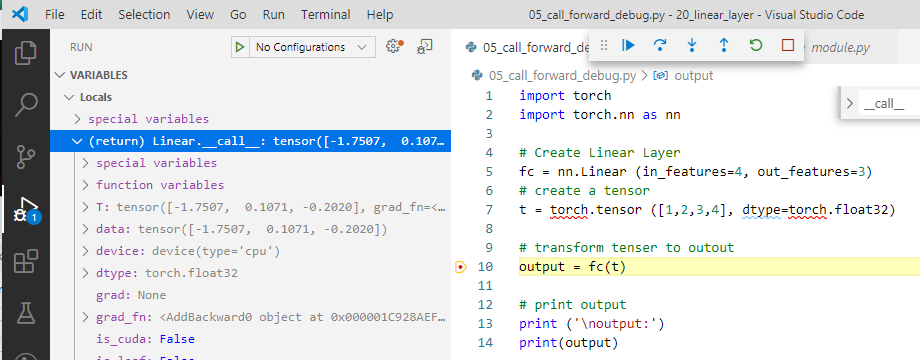 File Edit Selection View Go Run Terminal Help 05_call_forward_debug.py - 20_linear_layer - Visual Studio Code
RUN No Configurations
05_call_forward_de module.py
VARIABLES
05_call_forward_debug.py > output
Locals
__call__
special variables
(return) Linear.__call__: tensor([-1.7507, 0.107...
special variables
function variables
T: tensor([-1.7507, 0.1071, -0.2020], grad_fn=<...
data: tensor([-1.7507, 0.1071, -0.2020])
device: device(type='cpu')
dtype: torch.float32
grad: None
grad_fn: <AddBackward0 object at 0x000001C928AEF...
is_cuda: False
1
1 import torch
2 import torch.nn as nn
3
4 # Create Linear Layer
5 fc = nn.Linear (in_features=4, out_features=3)
6 # create a tensor
7 t = torch.tensor ([1,2,3,4], dtype=torch.float32)
8
9 # transform tenser to outout
10 output = fc(t)
11
12 # print output
13 print ('\noutput:')
14 print(output)